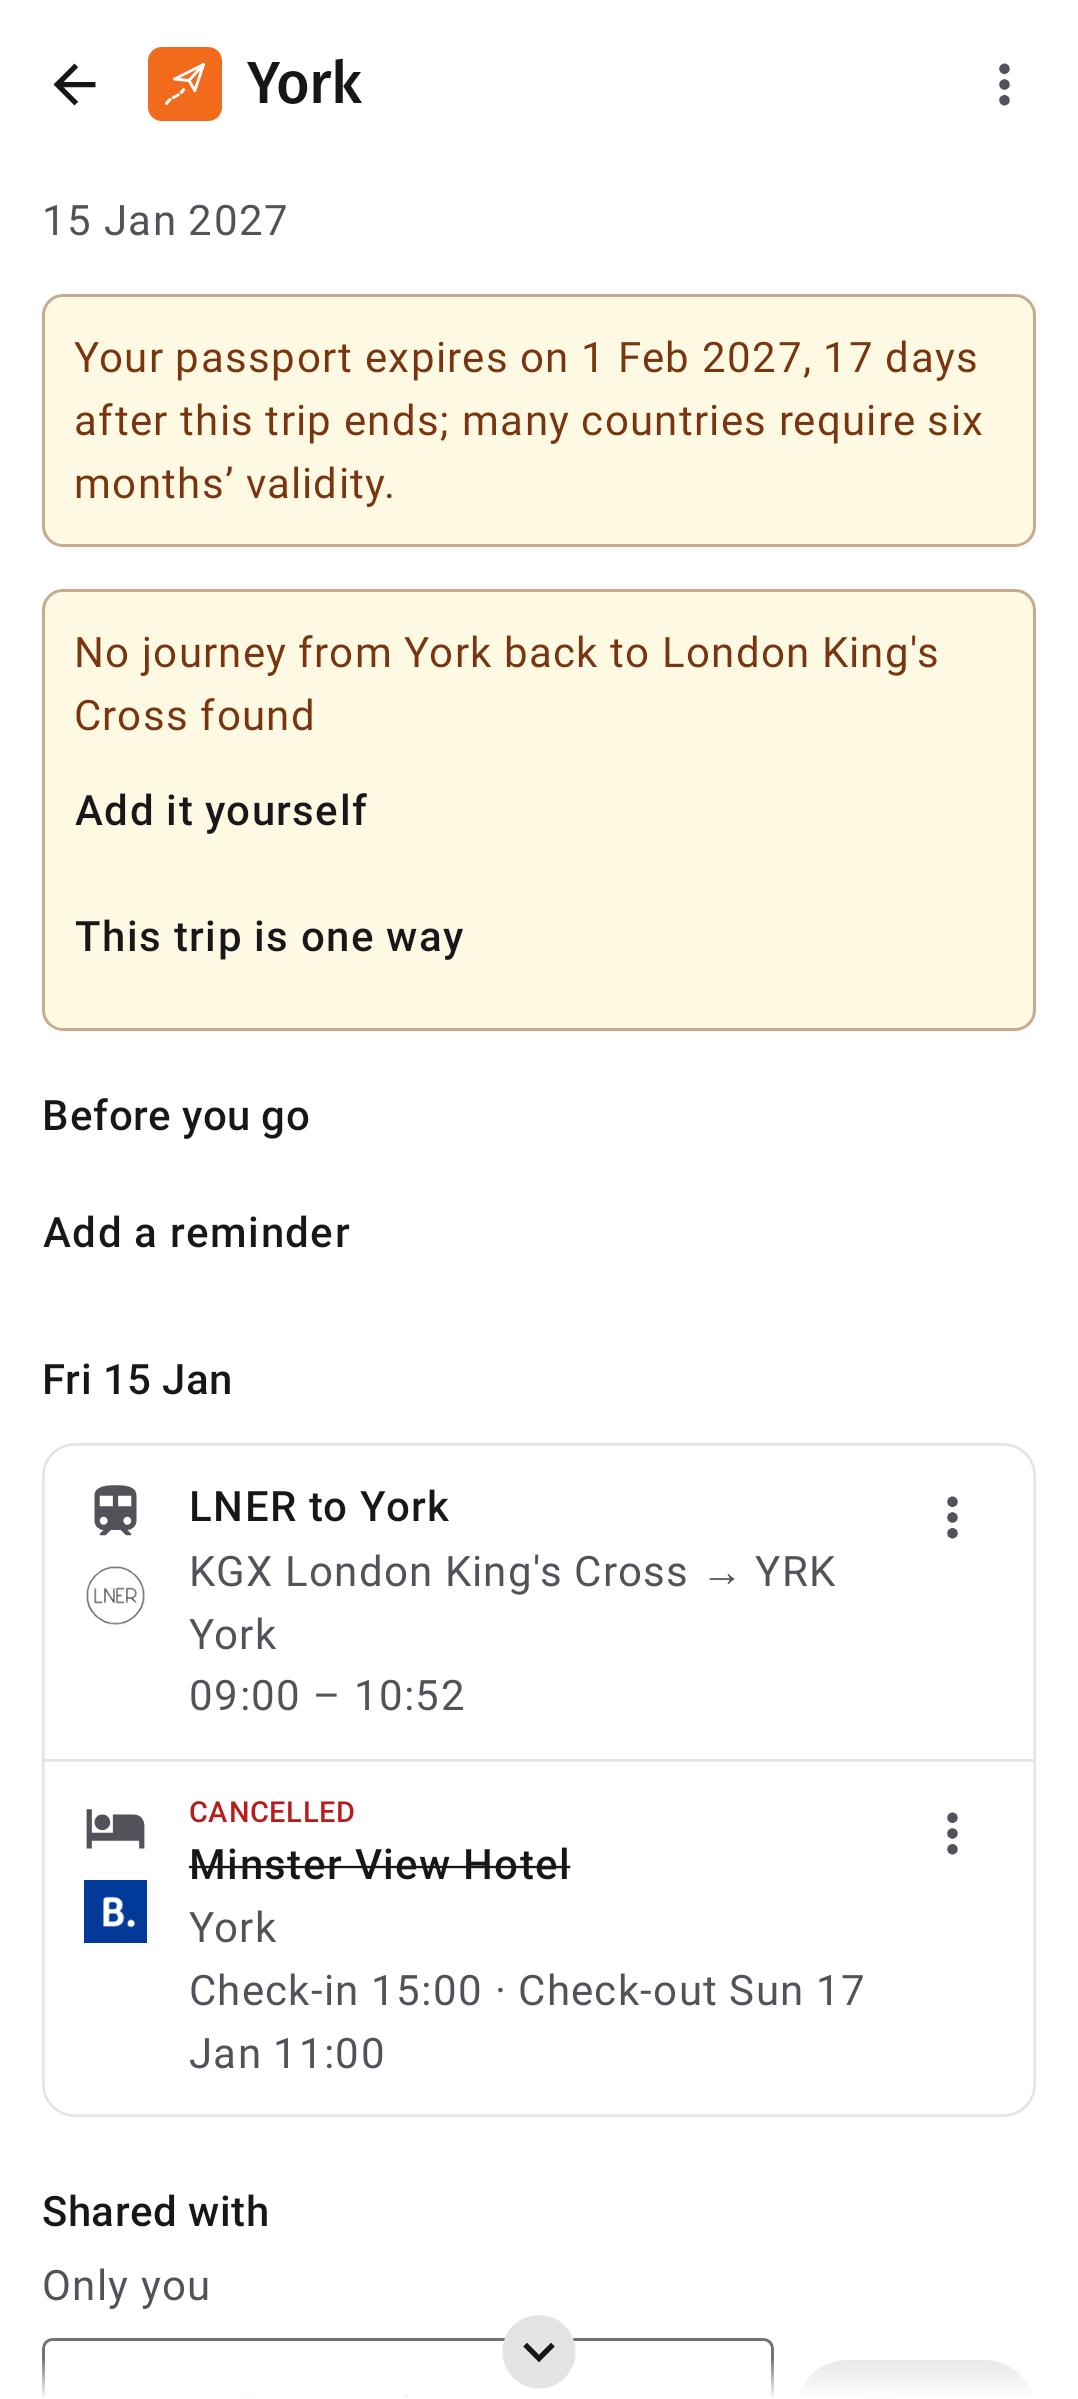 York
15 Jan 2027
Your passport expires on 1 Feb 2027, 17 days
after this trip ends; many countries require six
months’ validity.
No journey from York back to London King's
Cross found
Add it yourself
This trip is one way
Before you go
Add a reminder
Fri 15 Jan
LNER to York
LNER
KGX London King's Cross → YRK
York
09:00 – 10:52
CANCELLED
Minster View Hotel
B.
York
Check-in 15:00 · Check-out Sun 17
Jan 11:00
Shared with
Only you